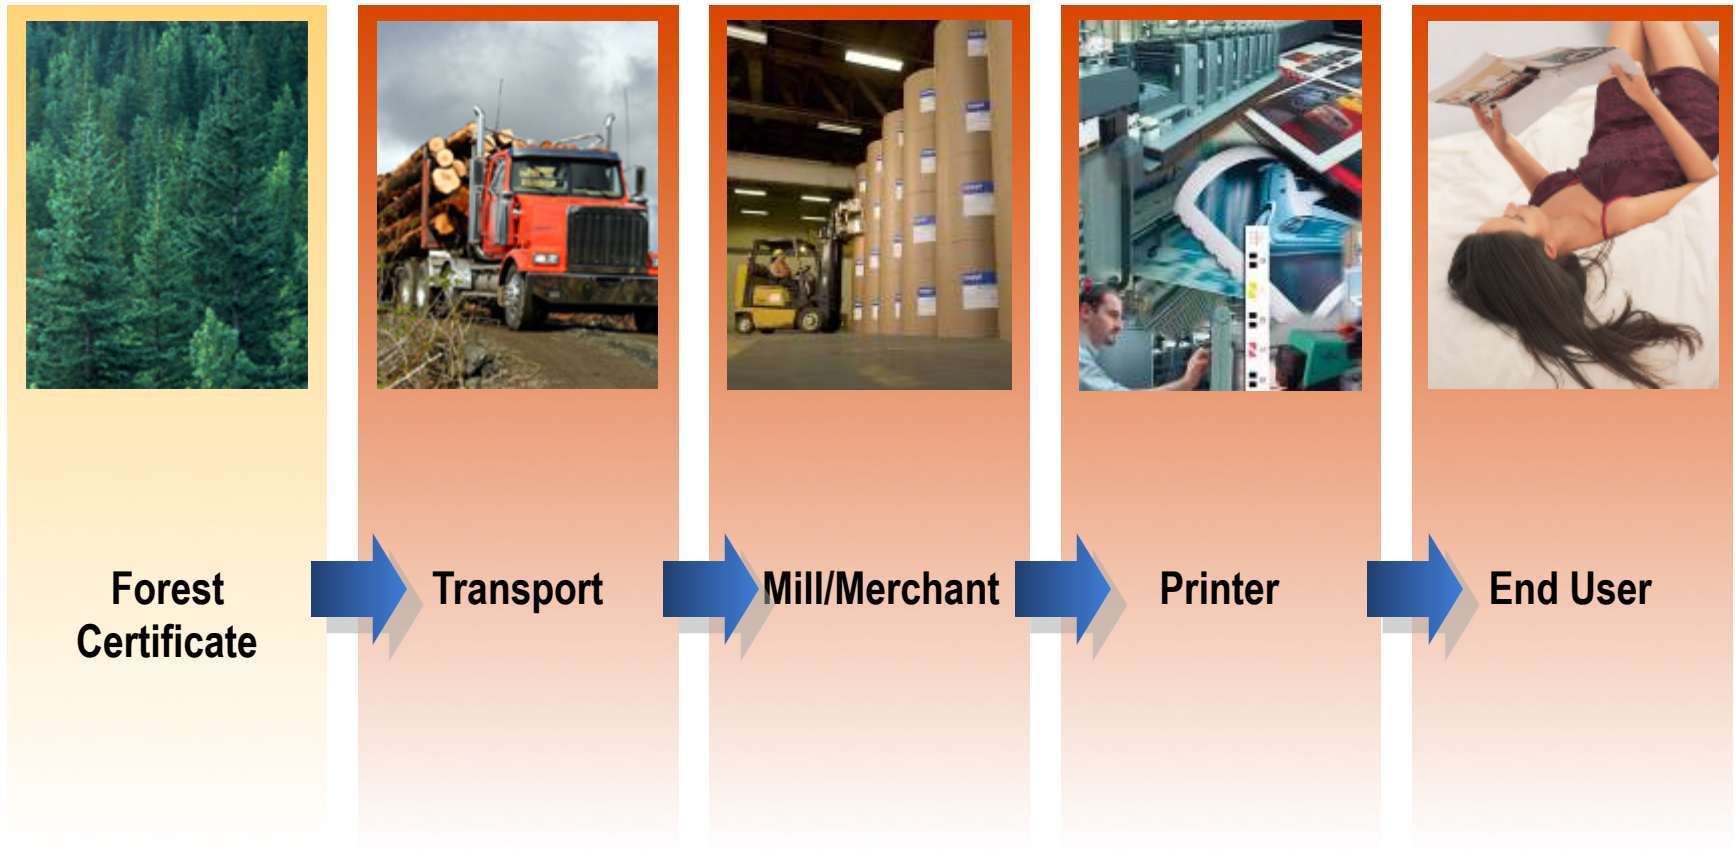 Forest
Certificate
Transport
Mill/Merchant
Printer
End User